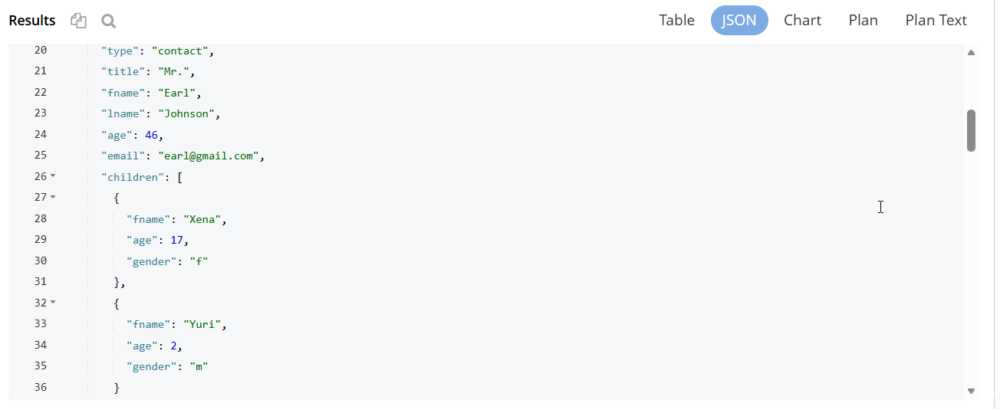 Results Table JSON Chart Plan Plan Text
20 "type": "contact",
21 "title": "Mr.",
22 "fname": "Earl",
23 "lname": "Johnson",
24 "age": 46,
25 "email": "earl@gmail.com",
26 "children": [
27 {
28 "fname": "Xena",
29 "age": 17,
30 "gender": "f"
31 },
32 {
33 "fname": "Yuri",
34 "age": 2,
35 "gender": "m"
36 }